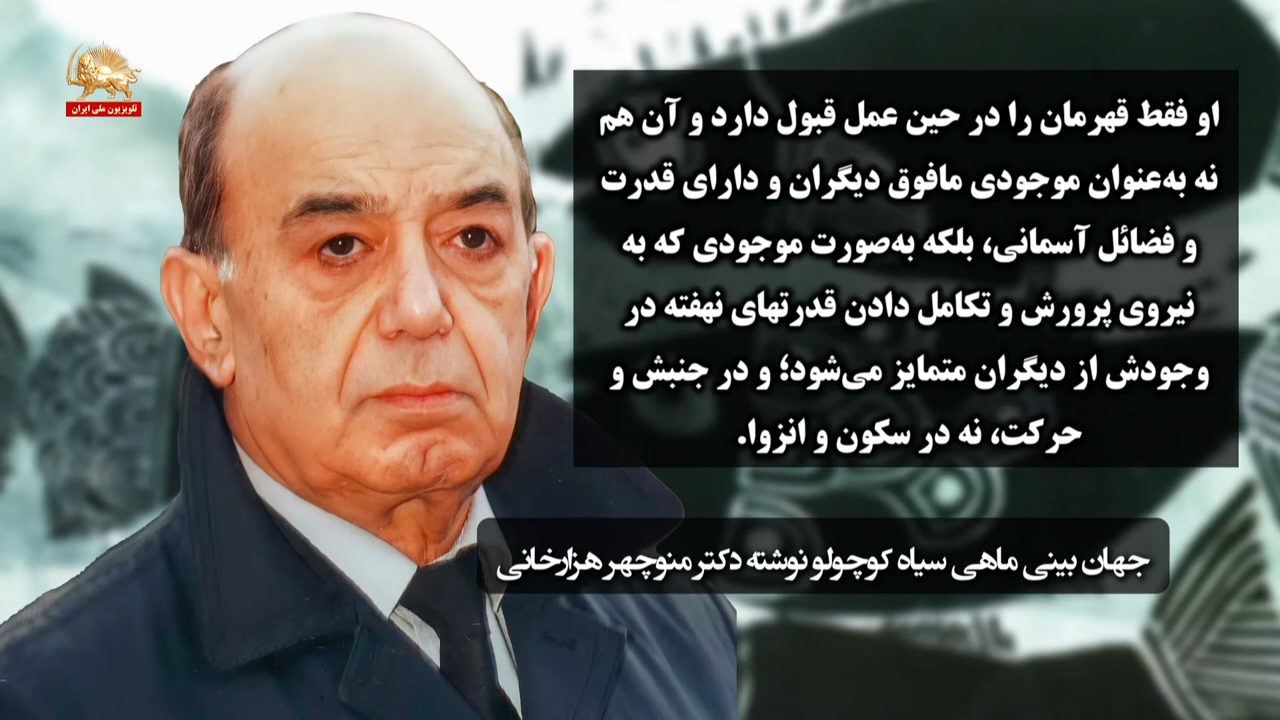 تلویزیون ملی ایران
او فقط قهرمان را در حین عمل قبول دارد و آن هم
نه به‌عنوان موجودی مافوق دیگران و دارای قدرت
و فضائل آسمانی، بلکه به‌صورت موجودی که به
نیروی پرورش و تکامل دادن قدرتهای نهفته در
وجودش از دیگران متمایز می‌شود؛ و در جنبش و
حرکت، نه در سکون و انزوا.
جهان بینی ماهی سیاه کوچولو نوشته دکتر منوچهر هزارخانی